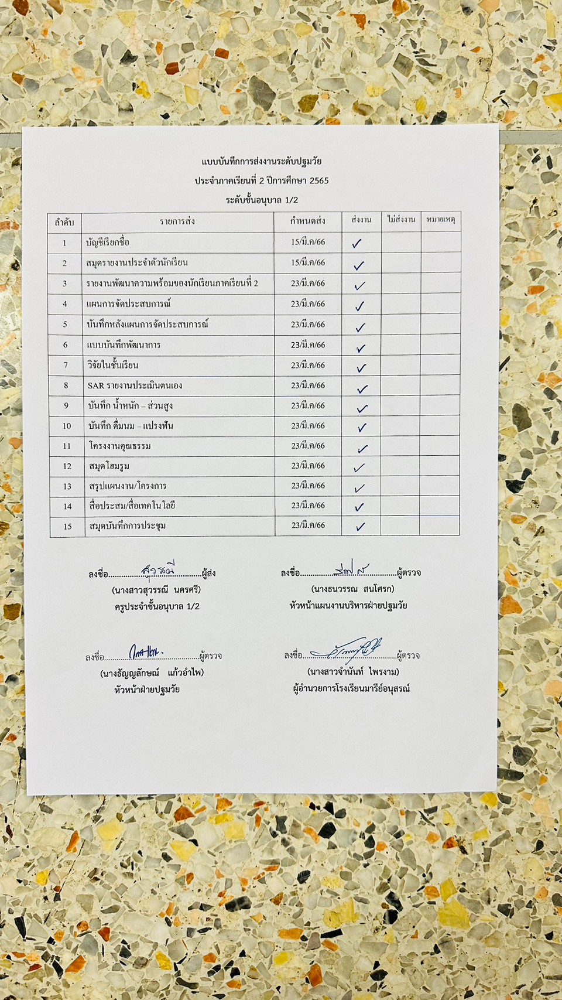 แบบบันทึกการส่งงานระดับปฐมวัย
ประจำภาคเรียนที่ 2 ปีการศึกษา 2565
ระดับชั้นอนุบาล 1/2
ลำดับ รายการส่ง กำหนดส่ง ส่งงาน ไม่ส่งงาน หมายเหตุ
1 บัญชีเรียกชื่อ 15/มี.ค/66 ✓
2 สมุดรายงานประจำตัวนักเรียน 15/มี.ค/66 ✓
3 รายงานพัฒนาความพร้อมของนักเรียนภาคเรียนที่ 2 23/มี.ค/66 ✓
4 แผนการจัดประสบการณ์ 23/มี.ค/66 ✓
5 บันทึกหลังแผนการจัดประสบการณ์ 23/มี.ค/66 ✓
6 แบบบันทึกพัฒนาการ 23/มี.ค/66 ✓
7 วิจัยในชั้นเรียน 23/มี.ค/66 ✓
8 SAR รายงานประเมินตนเอง 23/มี.ค/66 ✓
9 บันทึก น้ำหนัก – ส่วนสูง 23/มี.ค/66 ✓
10 บันทึก ดื่มนม – แปรงฟัน 23/มี.ค/66 ✓
11 โครงงานคุณธรรม 23/มี.ค/66 ✓
12 สมุดโฮมรูม 23/มี.ค/66 ✓
13 สรุปแผนงาน/โครงการ 23/มี.ค/66 ✓
14 สื่อประสม/สื่อเทคโนโลยี 23/มี.ค/66 ✓
15 สมุดบันทึกการประชุม 23/มี.ค/66 ✓
ลงชื่อ.....สุวรรณี.....ผู้ส่ง ลงชื่อ..........ผู้ตรวจ
(นางสาวสุวรรณี นครศรี) (นางธนวรรณ สนโศรก)
ครูประจำชั้นอนุบาล 1/2 หัวหน้าแผนงานบริหารฝ่ายปฐมวัย
ลงชื่อ..........ผู้ตรวจ ลงชื่อ..........ผู้ตรวจ
(นางธัญญลักษณ์ แก้วอำไพ) (นางสาวจำนันท์ ไพรงาม)
หัวหน้าฝ่ายปฐมวัย ผู้อำนวยการโรงเรียนมารีย์อนุสรณ์